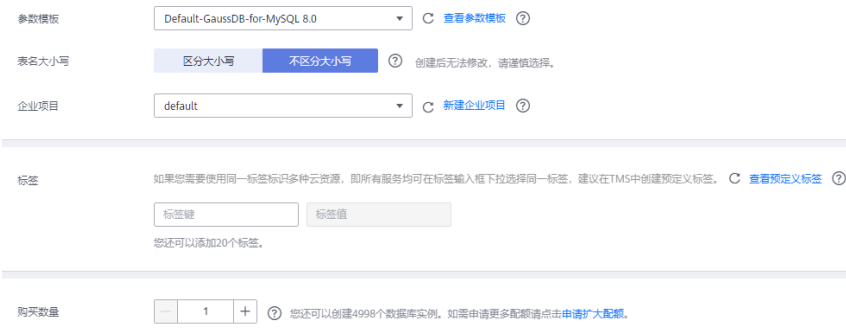 参数模板 Default-GaussDB-for-MySQL 8.0 查看参数模板
表名大小写 区分大小写 不区分大小写 创建后无法修改，请谨慎选择。
企业项目 default 新建企业项目
标签 如果您需要使用同一标签标识多种云资源，即所有服务均可在标签输入框下拉选择同一标签，建议在TMS中创建预定义标签。 查看预定义标签
标签键 标签值
您还可以添加20个标签。
购买数量 1 您还可以创建4998个数据库实例。如需申请更多配额请点击申请扩大配额。